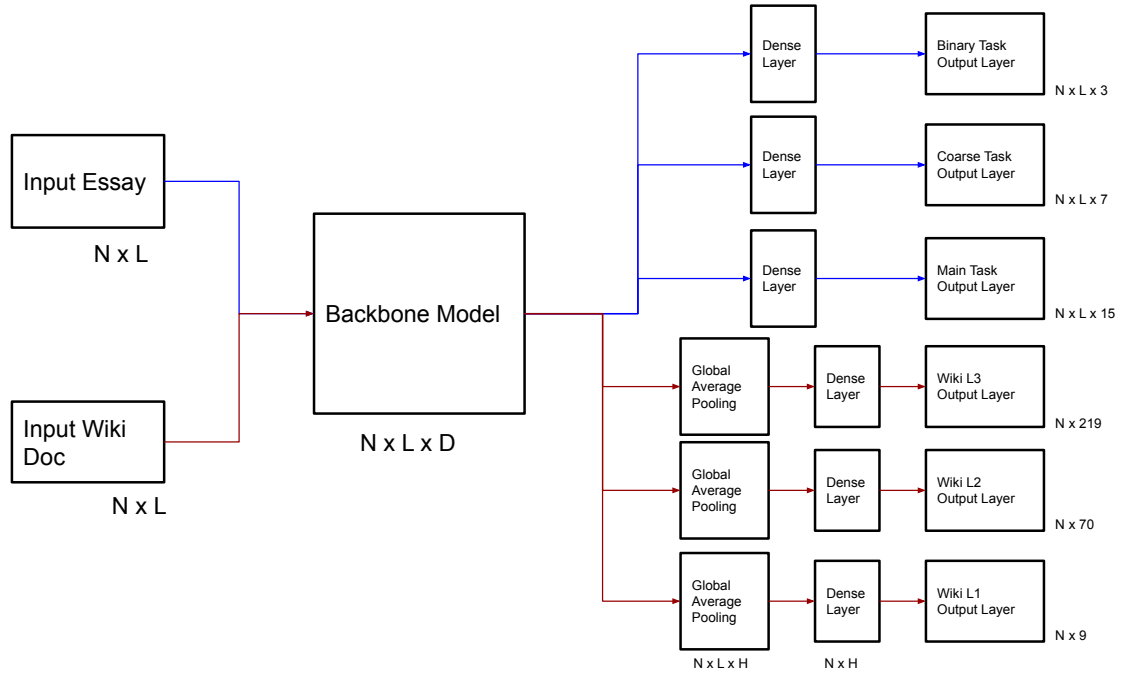 Input Essay
N x L
Input Wiki
Doc
N x L
Backbone Model
N x L x D
Dense
Layer
Binary Task
Output Layer
N x L x 3
Dense
Layer
Coarse Task
Output Layer
N x L x 7
Dense
Layer
Main Task
Output Layer
N x L x 15
Global
Average
Pooling
Dense
Layer
Wiki L3
Output Layer
N x 219
Global
Average
Pooling
Dense
Layer
Wiki L2
Output Layer
N x 70
Global
Average
Pooling
Dense
Layer
Wiki L1
Output Layer
N x 9
N x L x H
N x H